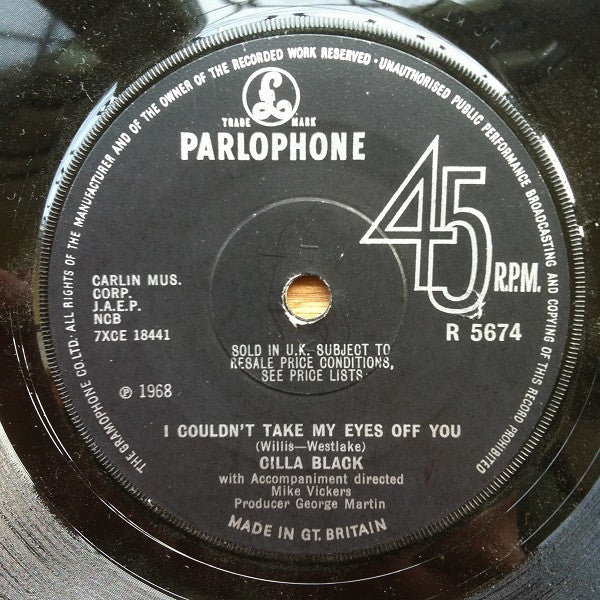 THE GRAMOPHONE CO. LTD. ALL RIGHTS OF THE MANUFACTURER AND OF THE OWNER OF THE RECORDED WORK RESERVED · UNAUTHORISED PUBLIC PERFORMANCE BROADCASTING AND COPYING OF THIS RECORD PROHIBITED
£
TRADE MARK
PARLOPHONE
45 R.P.M.
R 5674
CARLIN MUS.
CORP.
J.A.E.P.
NCB
7XCE 18441
℗ 1968
SOLD IN U.K. SUBJECT TO
RESALE PRICE CONDITIONS,
SEE PRICE LISTS
I COULDN'T TAKE MY EYES OFF YOU
(Willis—Westlake)
CILLA BLACK
with Accompaniment directed
Mike Vickers
Producer George Martin
MADE IN GT. BRITAIN